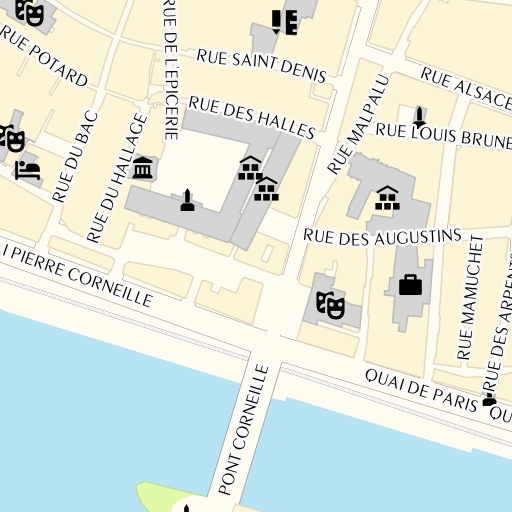 RUE DE L'EPICERIE
RUE POTARD
RUE SAINT DENIS
RUE ALSACE
RUE DES HALLES
RUE MALPALU
RUE LOUIS BRUNE
RUE DU BAC
RUE DU HALLAGE
RUE DES AUGUSTINS
I PIERRE CORNEILLE
RUE MAMUCHET
RUE DES ARPENTS
QUAI DE PARIS
QU
PONT CORNEILLE